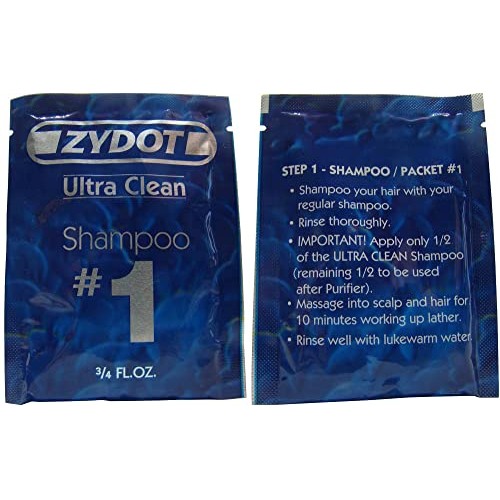 ZYDOT
Ultra Clean
Shampoo
#1
3/4 FL.OZ.
STEP 1 - SHAMPOO / PACKET #1
• Shampoo your hair with your
regular shampoo.
• Rinse thoroughly.
• IMPORTANT! Apply only 1/2
of the ULTRA CLEAN Shampoo
(remaining 1/2 to be used
after Purifier).
• Massage into scalp and hair for
10 minutes working up lather.
• Rinse well with lukewarm water.